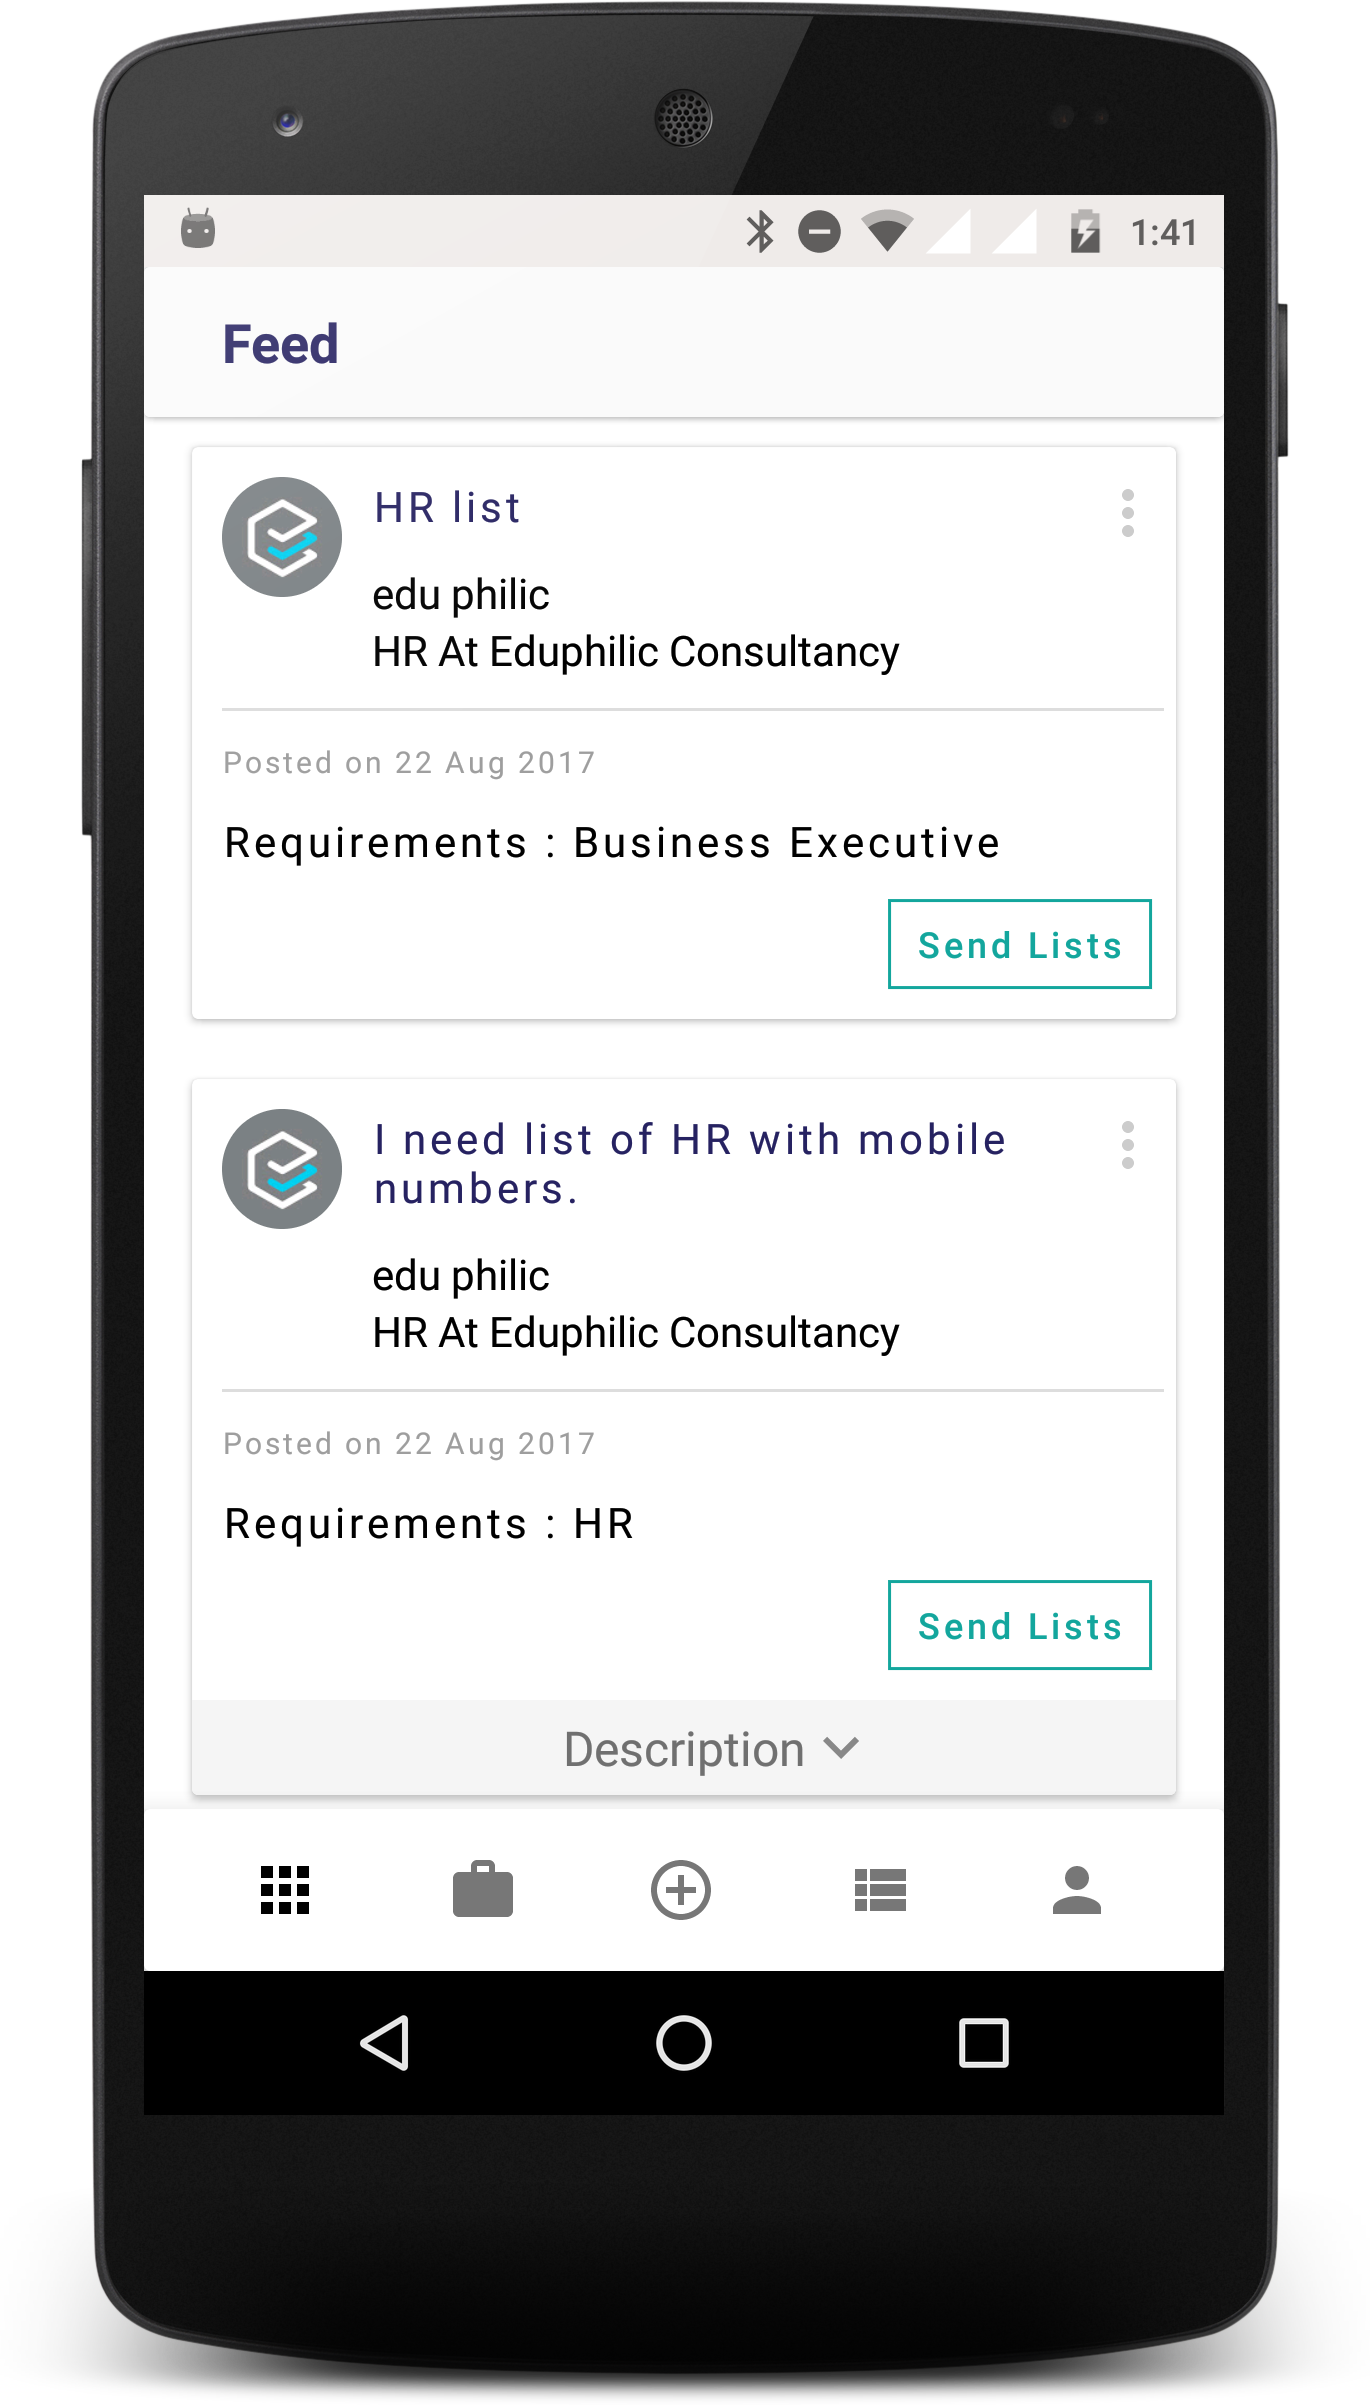 1:41
Feed
HR list
edu philic
HR At Eduphilic Consultancy
Posted on 22 Aug 2017
Requirements : Business Executive
Send Lists
I need list of HR with mobile
numbers.
edu philic
HR At Eduphilic Consultancy
Posted on 22 Aug 2017
Requirements : HR
Send Lists
Description